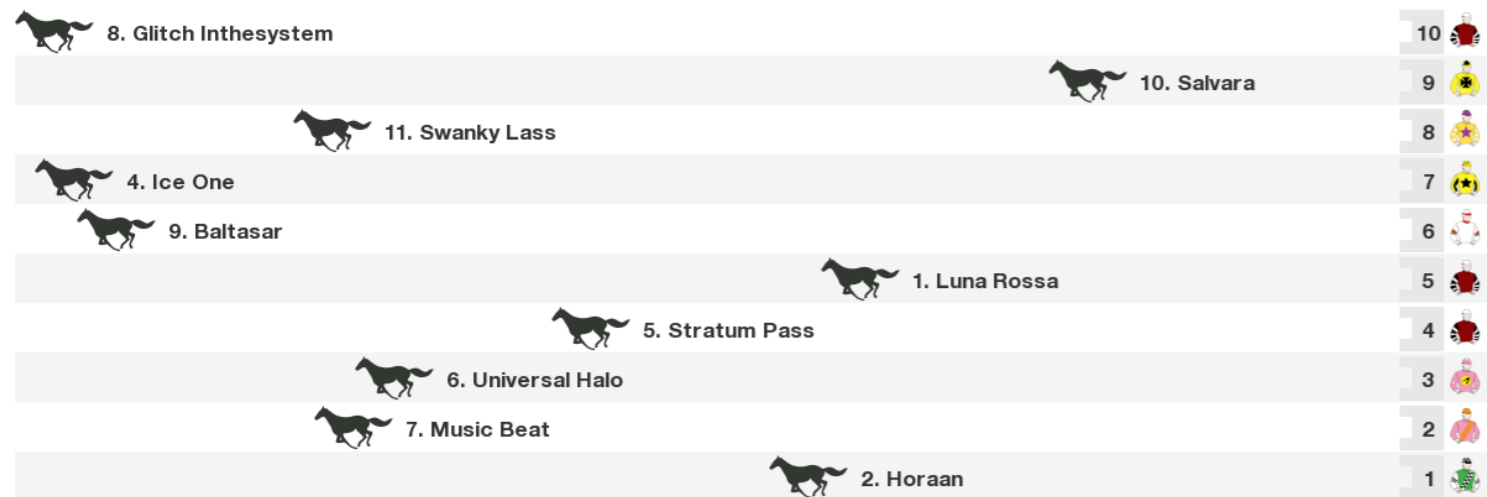 8. Glitch Inthesystem 10
10. Salvara 9
11. Swanky Lass 8
4. Ice One 7
9. Baltasar 6
1. Luna Rossa 5
5. Stratum Pass 4
6. Universal Halo 3
7. Music Beat 2
2. Horaan 1